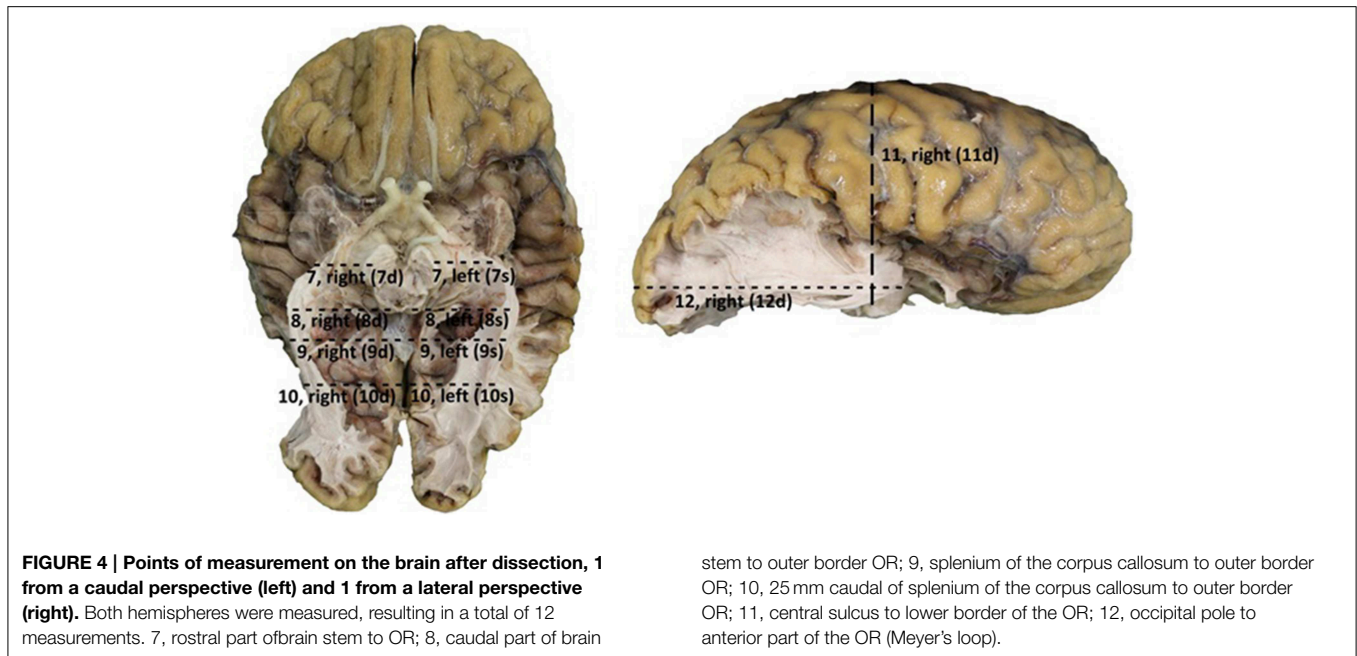 11, right (11d)
7, right (7d)
7, left (7s)
12, right (12d)
8, right (8d)
8, left (8s)
9, right (9d)
9, left (9s)
10, right (10d)
10, left (10s)
FIGURE 4 | Points of measurement on the brain after dissection, 1
from a caudal perspective (left) and 1 from a lateral perspective
(right). Both hemispheres were measured, resulting in a total of 12
measurements. 7, rostral part ofbrain stem to OR; 8, caudal part of brain
stem to outer border OR; 9, splenium of the corpus callosum to outer border
OR; 10, 25 mm caudal of splenium of the corpus callosum to outer border
OR; 11, central sulcus to lower border of the OR; 12, occipital pole to
anterior part of the OR (Meyer's loop).